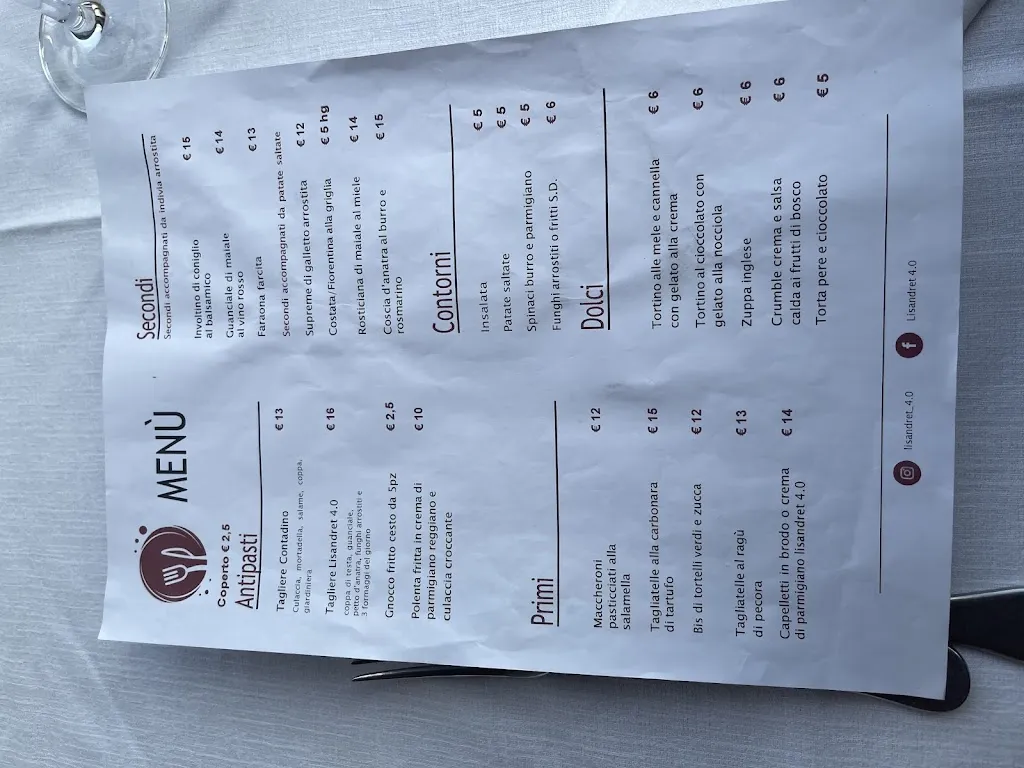 MENÙ
Coperto € 2,5
Antipasti
Tagliere Contadino € 13
Culaccia, mortadella, salame, coppa,
giardiniera
Tagliere Lisandret 4.0 € 16
coppa di testa, guanciale,
petto d'anatra, funghi arrostiti e
3 formaggi del giorno
Gnocco fritto cesto da 5pz € 2,5
Polenta fritta in crema di € 10
parmigiano reggiano e
culaccia croccante
Primi
Maccheroni € 12
pasticciati alla
salamella
Tagliatelle alla carbonara € 15
di tartufo
Bis di tortelli verdi e zucca € 12
Tagliatelle al ragù € 13
di pecora
Capelletti in brodo o crema € 14
di parmigiano lisandret 4.0
Secondi
Secondi accompagnati da indivia arrostita
Involtino di coniglio € 15
al balsamico
Guanciale di maiale € 14
al vino rosso
Faraona farcita € 13
Secondi accompagnati da patate saltate
Supreme di galletto arrostita € 12
Costata/Fiorentina alla griglia € 5 hg
Rosticiana di maiale al miele € 14
Coscia d'anatra al burro e € 15
rosmarino
Contorni
Insalata € 5
Patate saltate € 5
Spinaci burro e parmigiano € 5
Funghi arrostiti o fritti S.D. € 6
Dolci
Tortino alle mele e cannella € 6
con gelato alla crema
Tortino al cioccolato con € 6
gelato alla nocciola
Zuppa inglese € 6
Crumble crema e salsa € 6
calda ai frutti di bosco
Torta pere e cioccolato € 5
lisandret_4.0 Lisandret 4.0